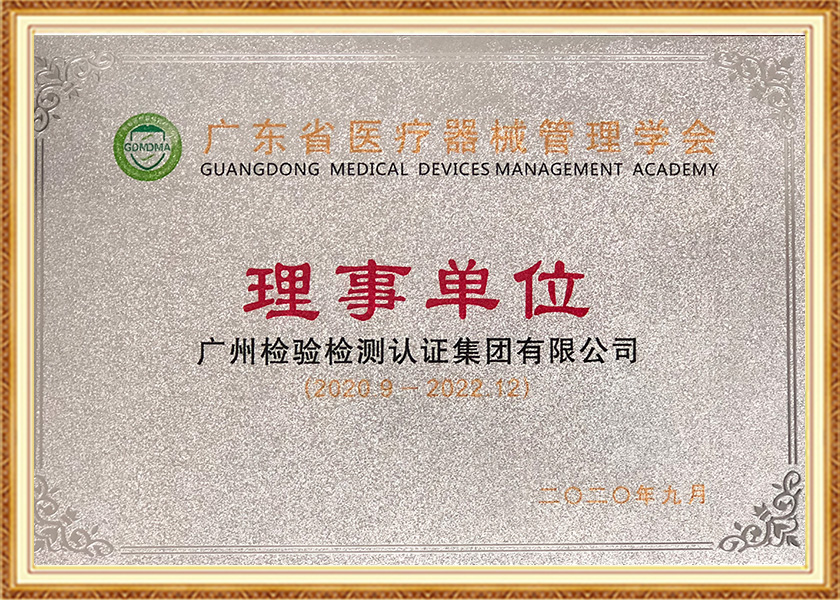 GDMDMA
广东省医疗器械管理学会
GUANGDONG MEDICAL DEVICES MANAGEMENT ACADEMY
理事单位
广州检验检测认证集团有限公司
(2020.9－2022.12)
二〇二〇年九月